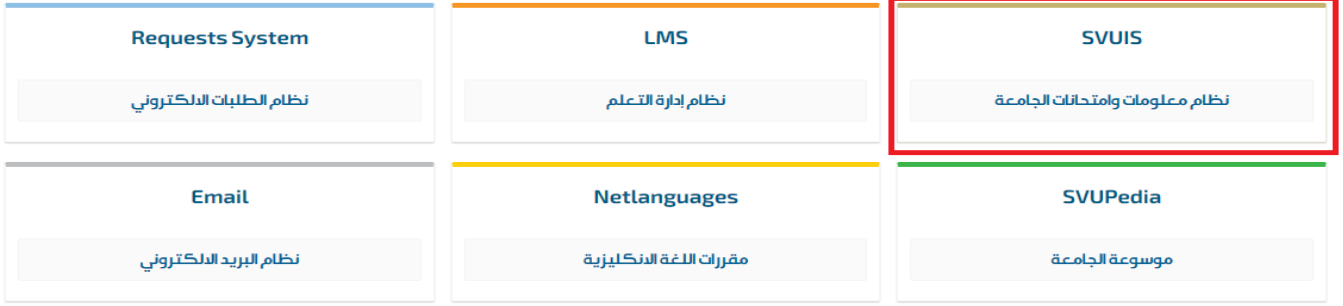 Requests System
نظام الطلبات الالكتروني
LMS
نظام إدارة التعلم
SVUIS
نظام معلومات وامتحانات الجامعة
Email
نظام البريد الالكتروني
Netlanguages
مقررات اللغة الانكليزية
SVUPedia
موسوعة الجامعة